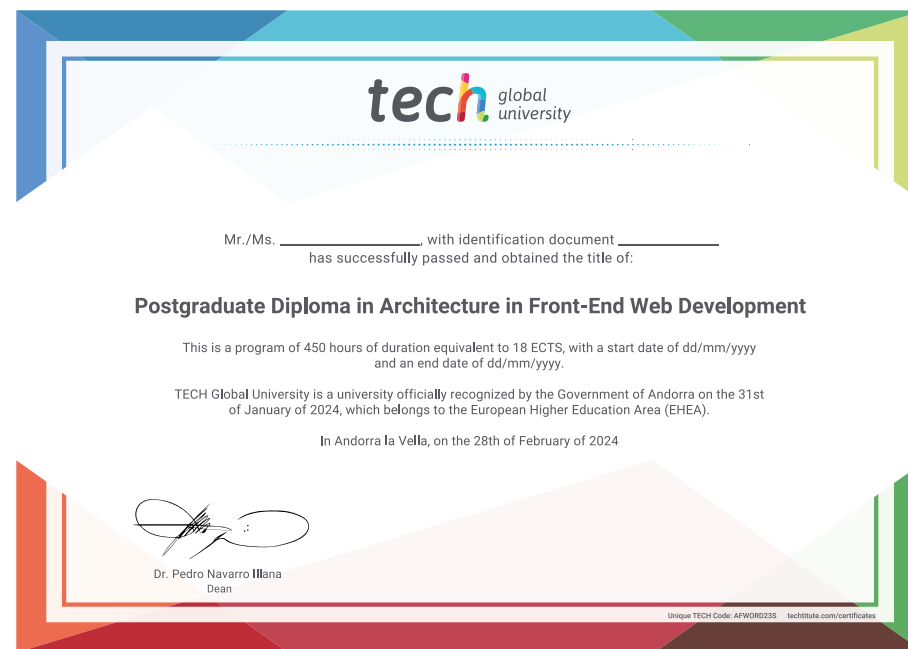 tech global university
Mr./Ms. ____________, with identification document ____________
has successfully passed and obtained the title of:
Postgraduate Diploma in Architecture in Front-End Web Development
This is a program of 450 hours of duration equivalent to 18 ECTS, with a start date of dd/mm/yyyy
and an end date of dd/mm/yyyy.
TECH Global University is a university officially recognized by the Government of Andorra on the 31st
of January of 2024, which belongs to the European Higher Education Area (EHEA).
In Andorra la Vella, on the 28th of February of 2024
Dr. Pedro Navarro Illana
Dean
Unique TECH Code: AFWORD23S techtitute.com/certificates